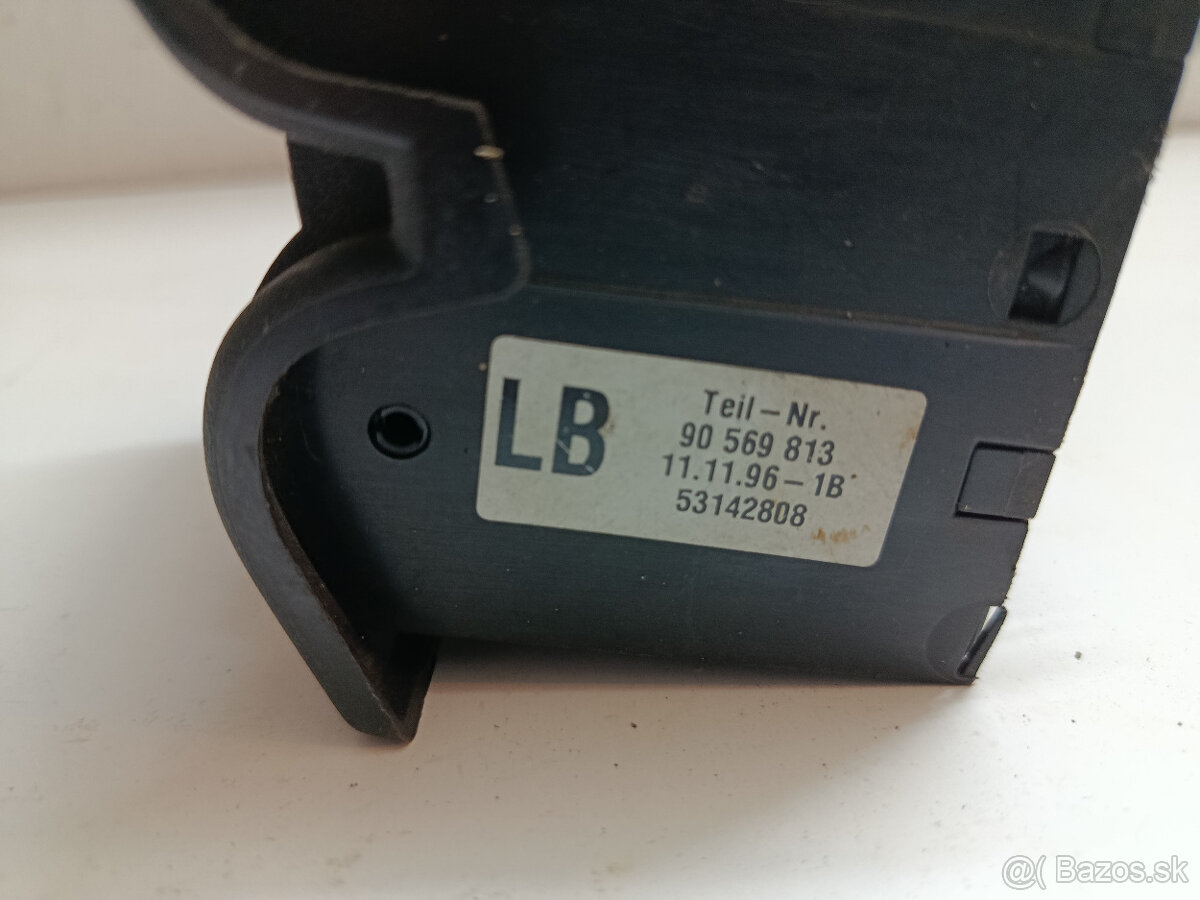 LB
Teil-Nr.
90 569 813
11.11.96-1B
53142808
@( Bazos.sk